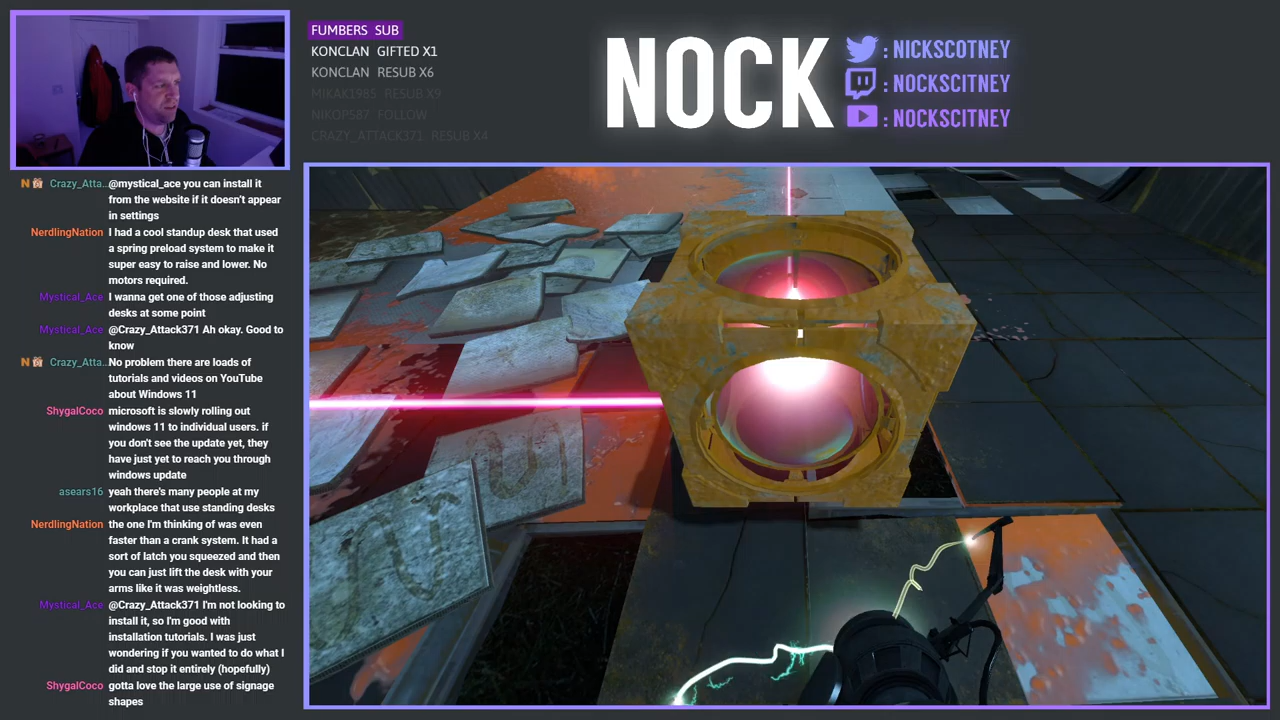 FUMBERS SUB
KONCLAN GIFTED X1
KONCLAN RESUB X6
MIKAK1985 RESUB X9
NIKOP587 FOLLOW
CRAZY_ATTACK371 RESUB X4
NOCK
: NICKSCOTNEY
: NOCKSCITNEY
: NOCKSCITNEY
N Crazy_Atta... @mystical_ace you can install it
from the website if it doesn't appear
in settings
NerdlingNation I had a cool standup desk that used
a spring preload system to make it
super easy to raise and lower. No
motors required.
Mystical_Ace I wanna get one of those adjusting
desks at some point
Mystical_Ace @Crazy_Attack371 Ah okay. Good to
know
N Crazy_Atta... No problem there are loads of
tutorials and videos on YouTube
about Windows 11
ShygalCoco microsoft is slowly rolling out
windows 11 to individual users. if
you don't see the update yet, they
have just yet to reach you through
windows update
asears16 yeah there's many people at my
workplace that use standing desks
NerdlingNation the one I'm thinking of was even
faster than a crank system. It had a
sort of latch you squeezed and then
you can just lift the desk with your
arms like it was weightless.
Mystical_Ace @Crazy_Attack371 I'm not looking to
install it, so I'm good with
installation tutorials. I was just
wondering if you wanted to do what I
did and stop it entirely (hopefully)
ShygalCoco gotta love the large use of signage
shapes